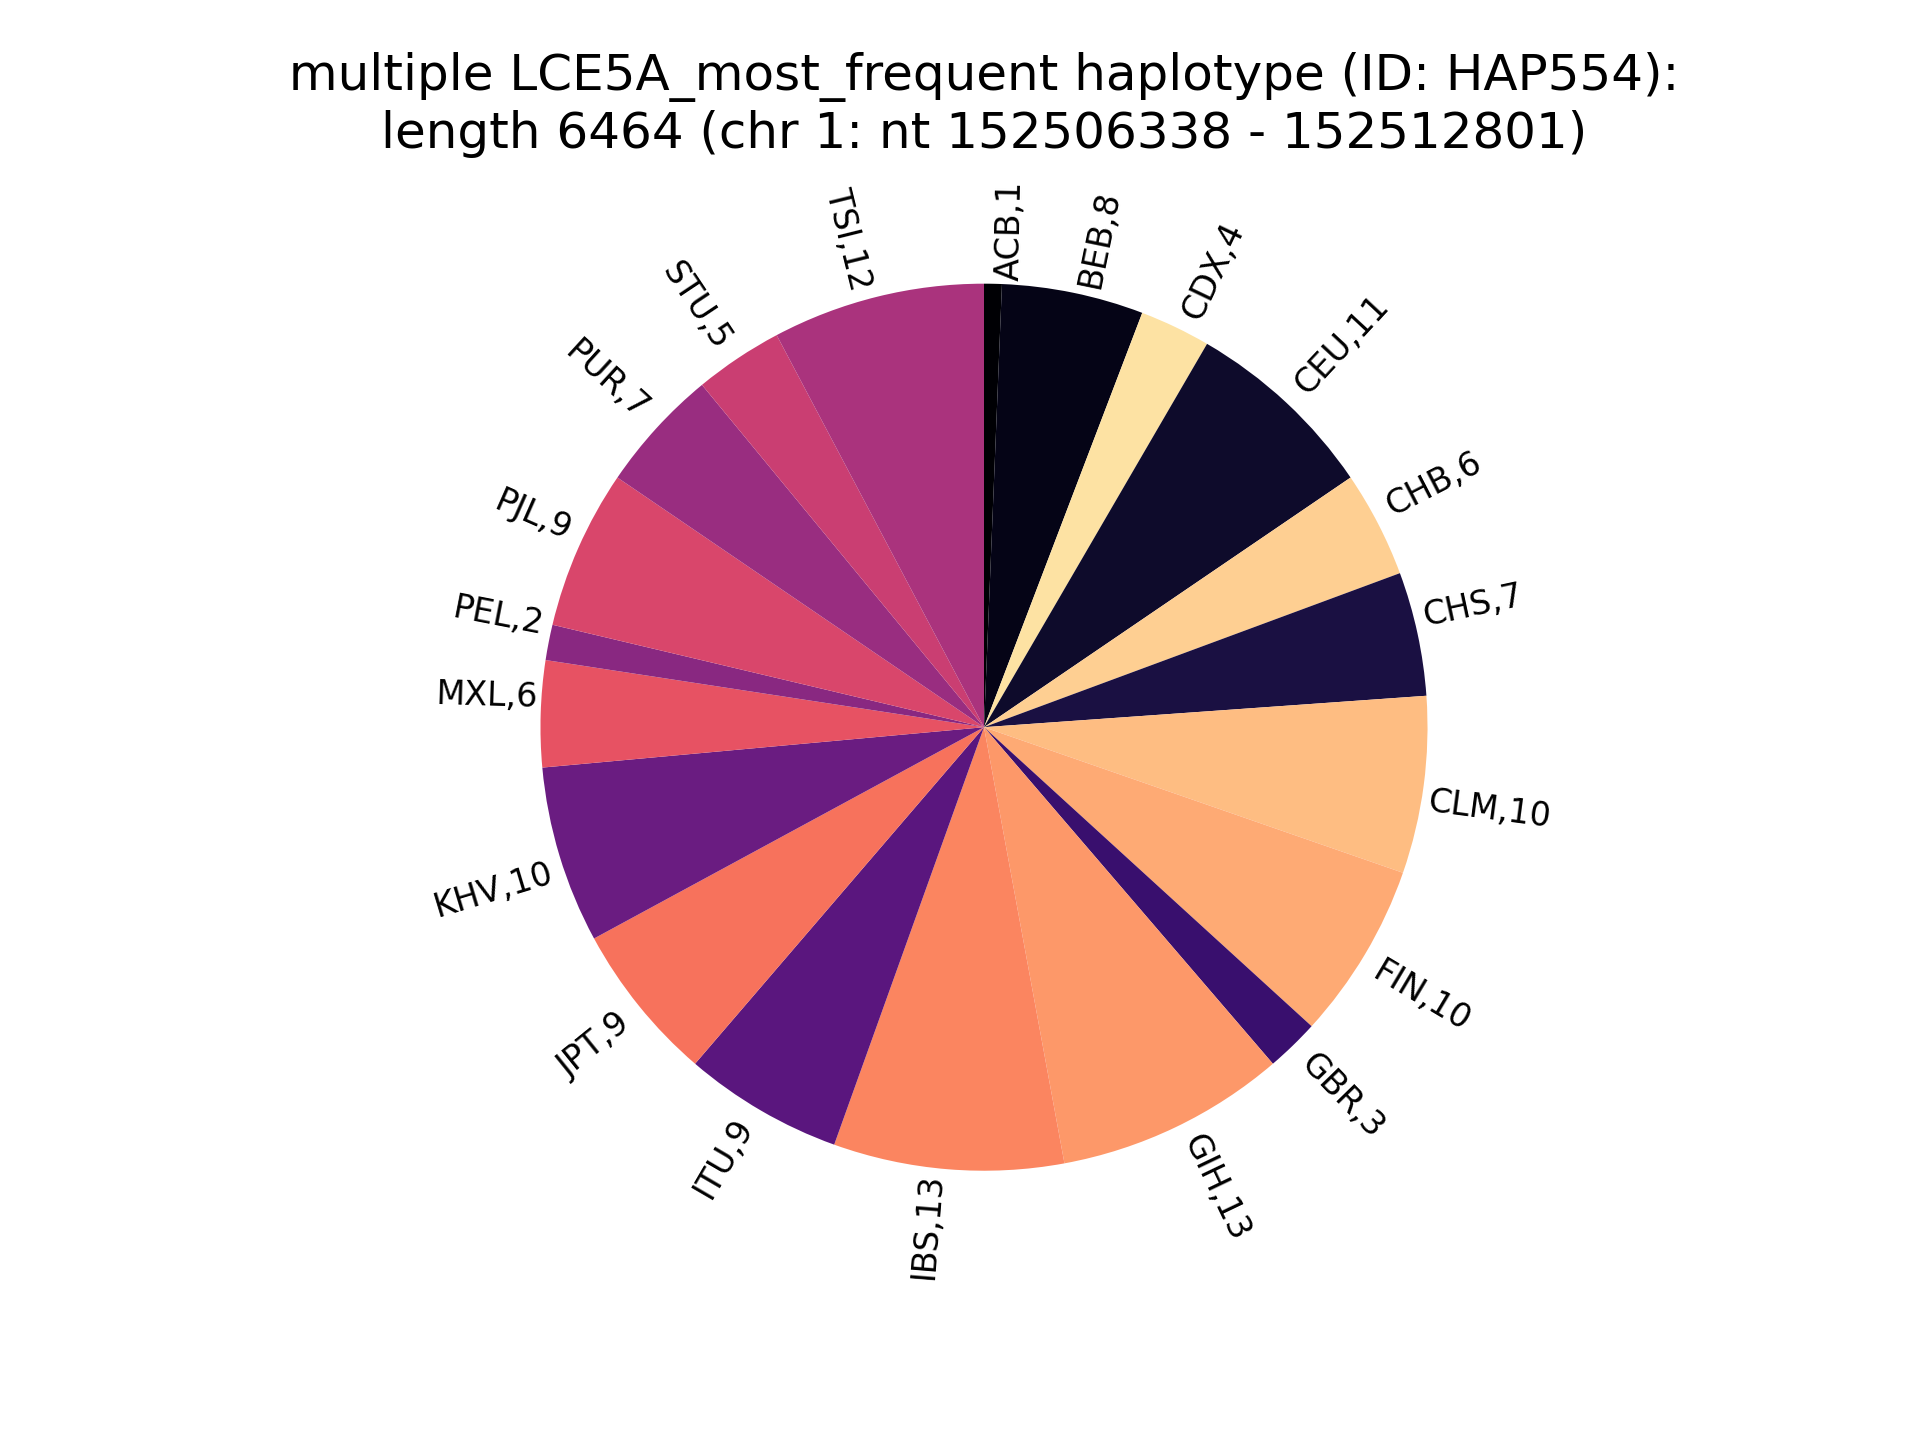 multiple LCE5A_most_frequent haplotype (ID: HAP554):
length 6464 (chr 1: nt 152506338 - 152512801)
ACB,1
BEB,8
CDX,4
CEU,11
CHB,6
CHS,7
CLM,10
FIN,10
GBR,3
GIH,13
IBS,13
ITU,9
JPT,9
KHV,10
MXL,6
PEL,2
PJL,9
PUR,7
STU,5
TSI,12